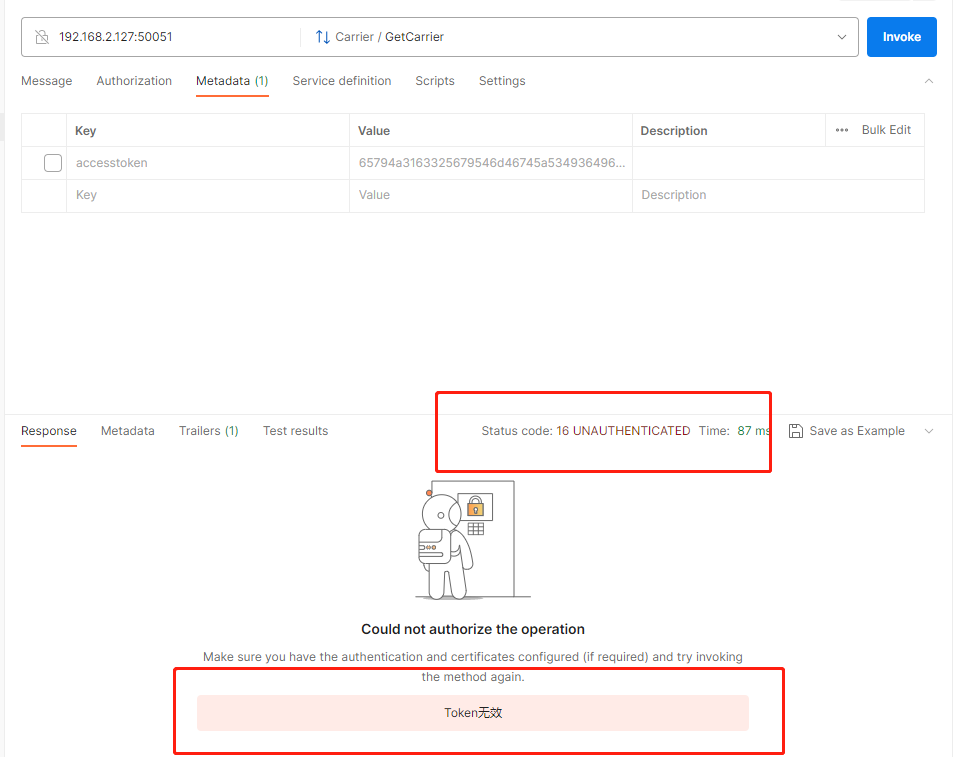 192.168.2.127:50051 Carrier / GetCarrier Invoke
Message Authorization Metadata (1) Service definition Scripts Settings
Key Value Description Bulk Edit
accesstoken 65794a3163325679546d46745a534936496...
Key Value Description
Response Metadata Trailers (1) Test results Status code: 16 UNAUTHENTICATED Time: 87 ms Save as Example
Could not authorize the operation
Make sure you have the authentication and certificates configured (if required) and try invoking
the method again.
Token无效